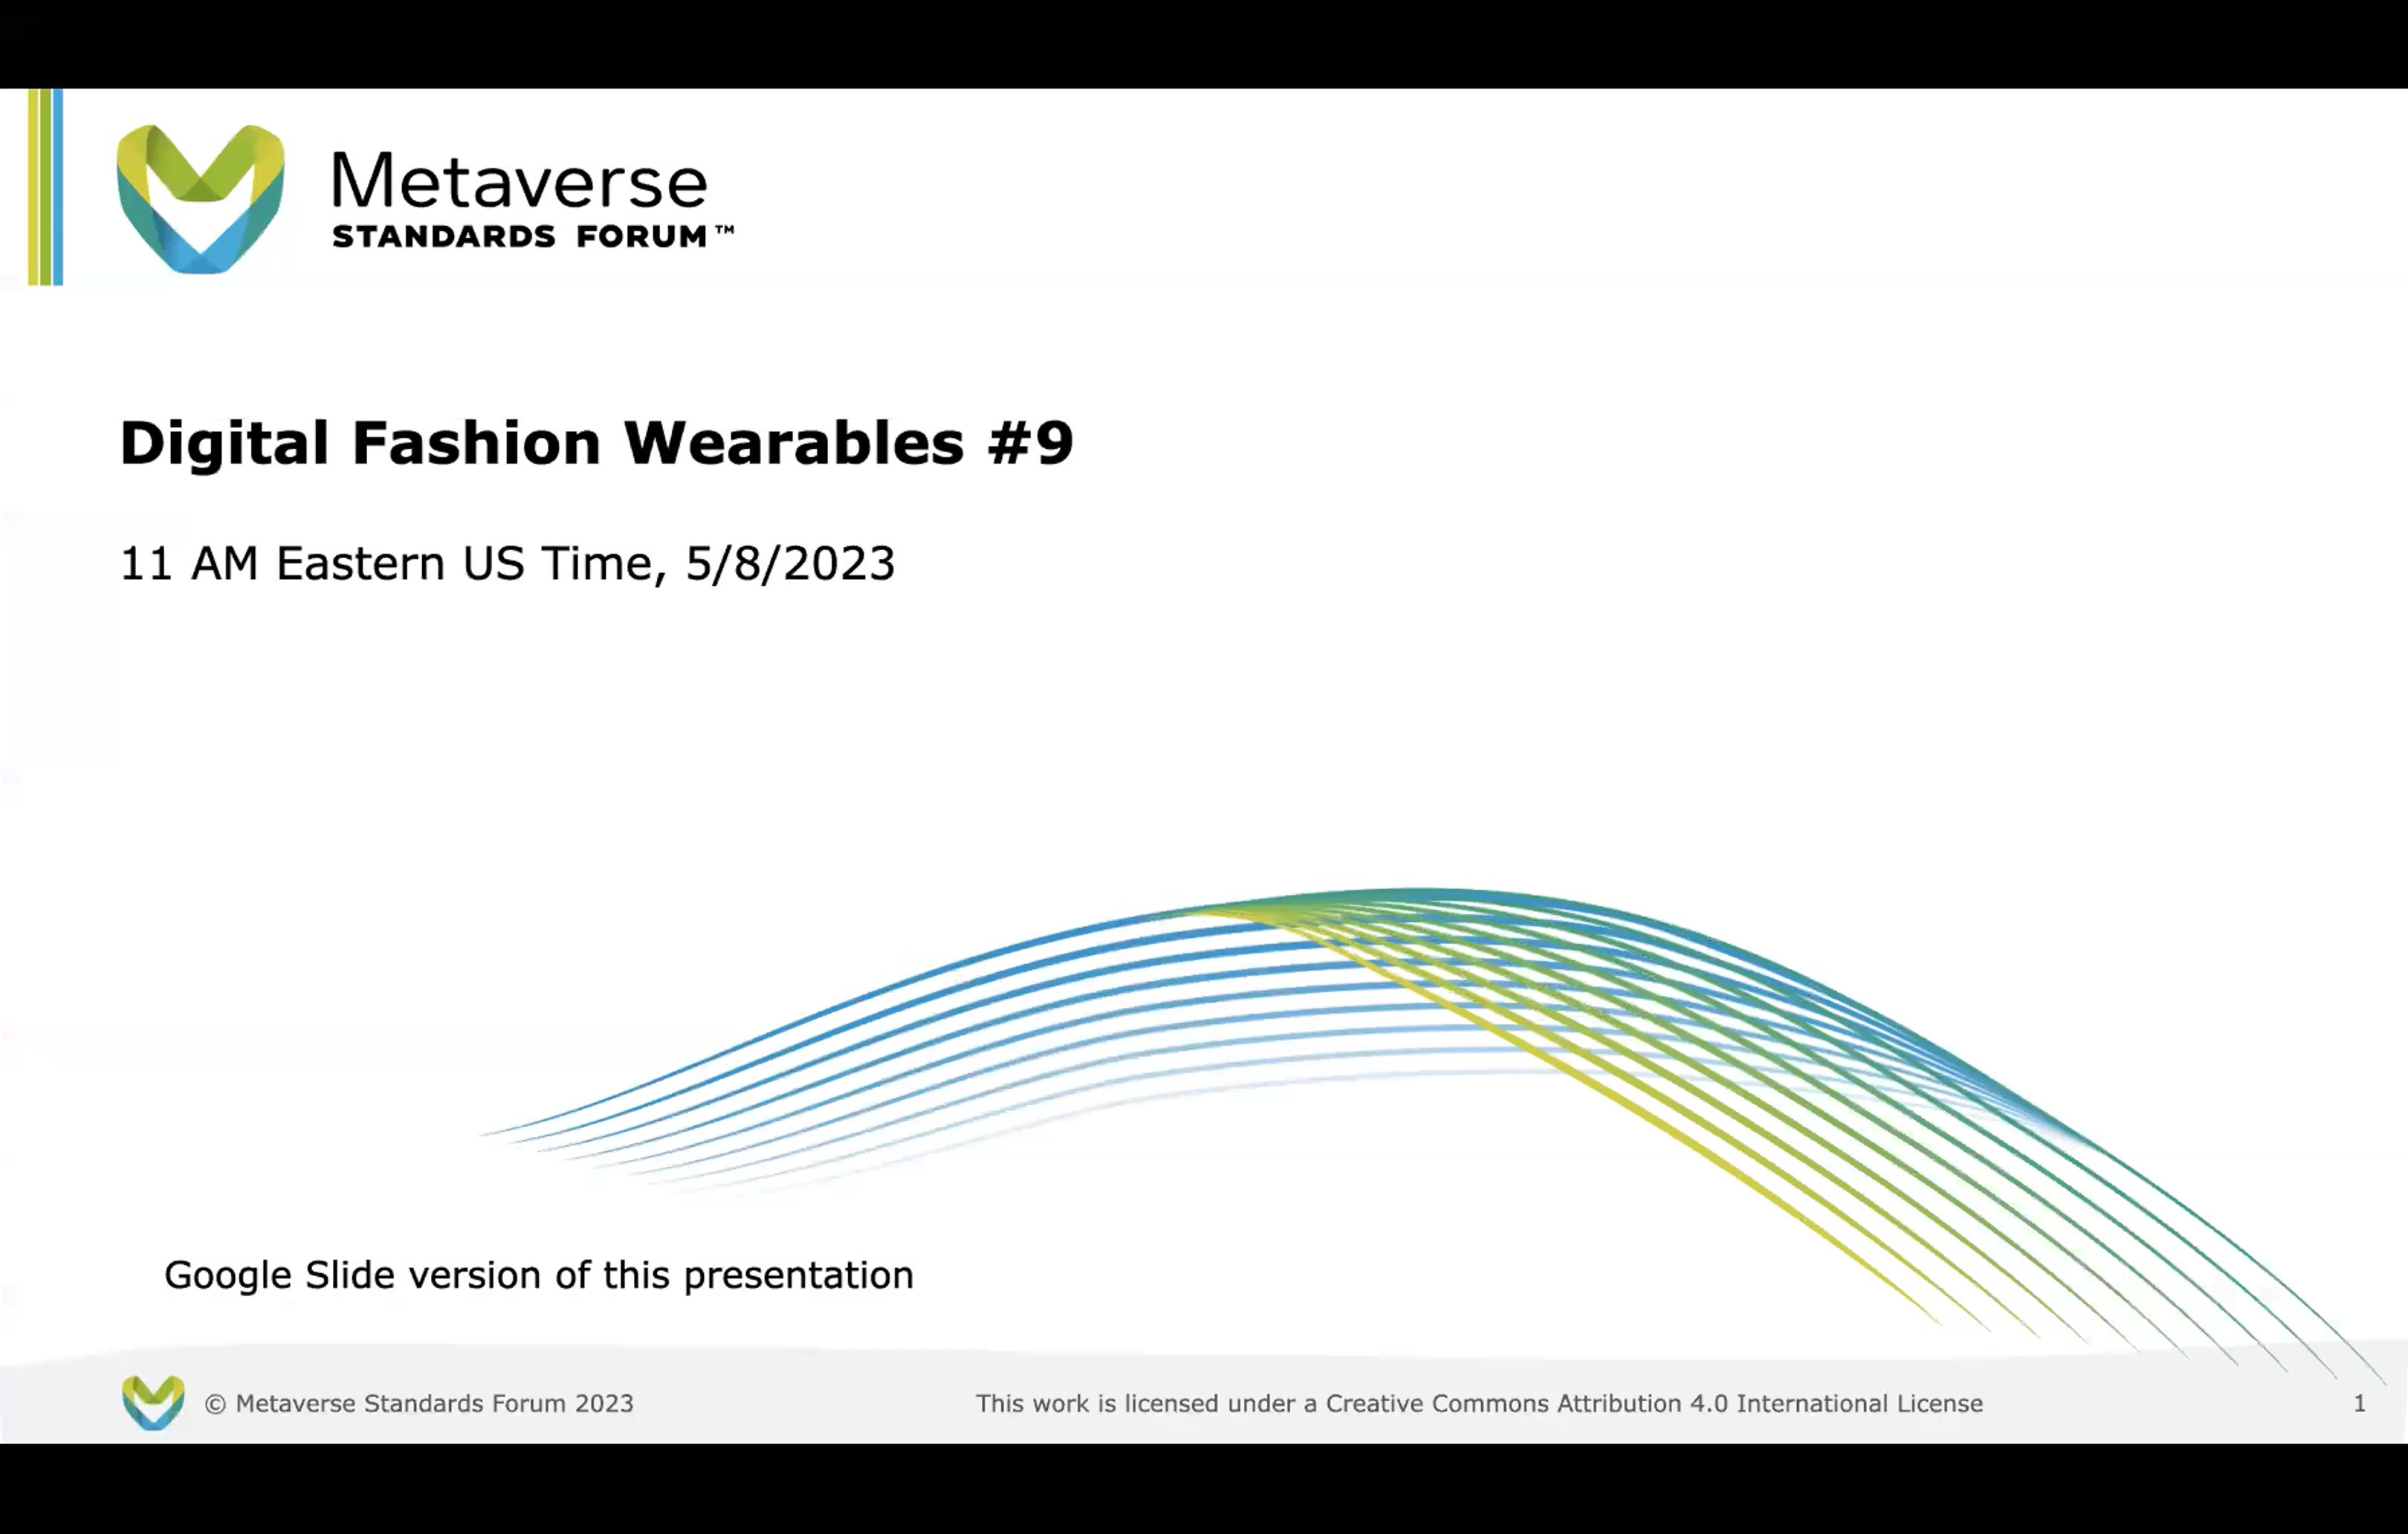 Metaverse
STANDARDS FORUM™
Digital Fashion Wearables #9
11 AM Eastern US Time, 5/8/2023
Google Slide version of this presentation
© Metaverse Standards Forum 2023
This work is licensed under a Creative Commons Attribution 4.0 International License
1